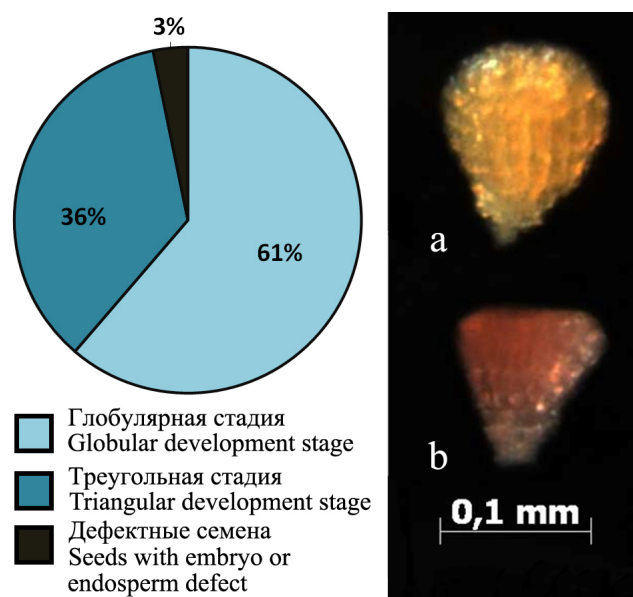 3%
36%
61%
Глобулярная стадия
Globular development stage
Треугольная стадия
Triangular development stage
Дефектные семена
Seeds with embryo or
endosperm defect
a
b
0,1 mm